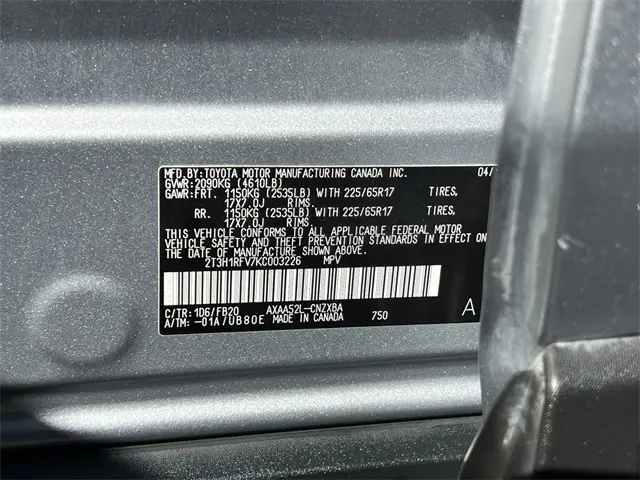 MFD.BY:TOYOTA MOTOR MANUFACTURING CANADA INC. 04/
GVWR:2090KG (4610LB)
GAWR:FRT. 1150KG (2535LB) WITH 225/65R17 TIRES,
17X7.0J RIMS.
RR. 1150KG (2535LB) WITH 225/65R17 TIRES,
17X7.0J RIMS.
THIS VEHICLE CONFORMS TO ALL APPLICABLE FEDERAL MOTOR
VEHICLE SAFETY AND THEFT PREVENTION STANDARDS IN EFFECT ON
THE DATE OF MANUFACTURE SHOWN ABOVE.
2T3H1RFV7KC003226 MPV
C/TR:1D6/FB20 AXAA52L-CNZXBA A
A/TM:-01A/UB80E MADE IN CANADA 750